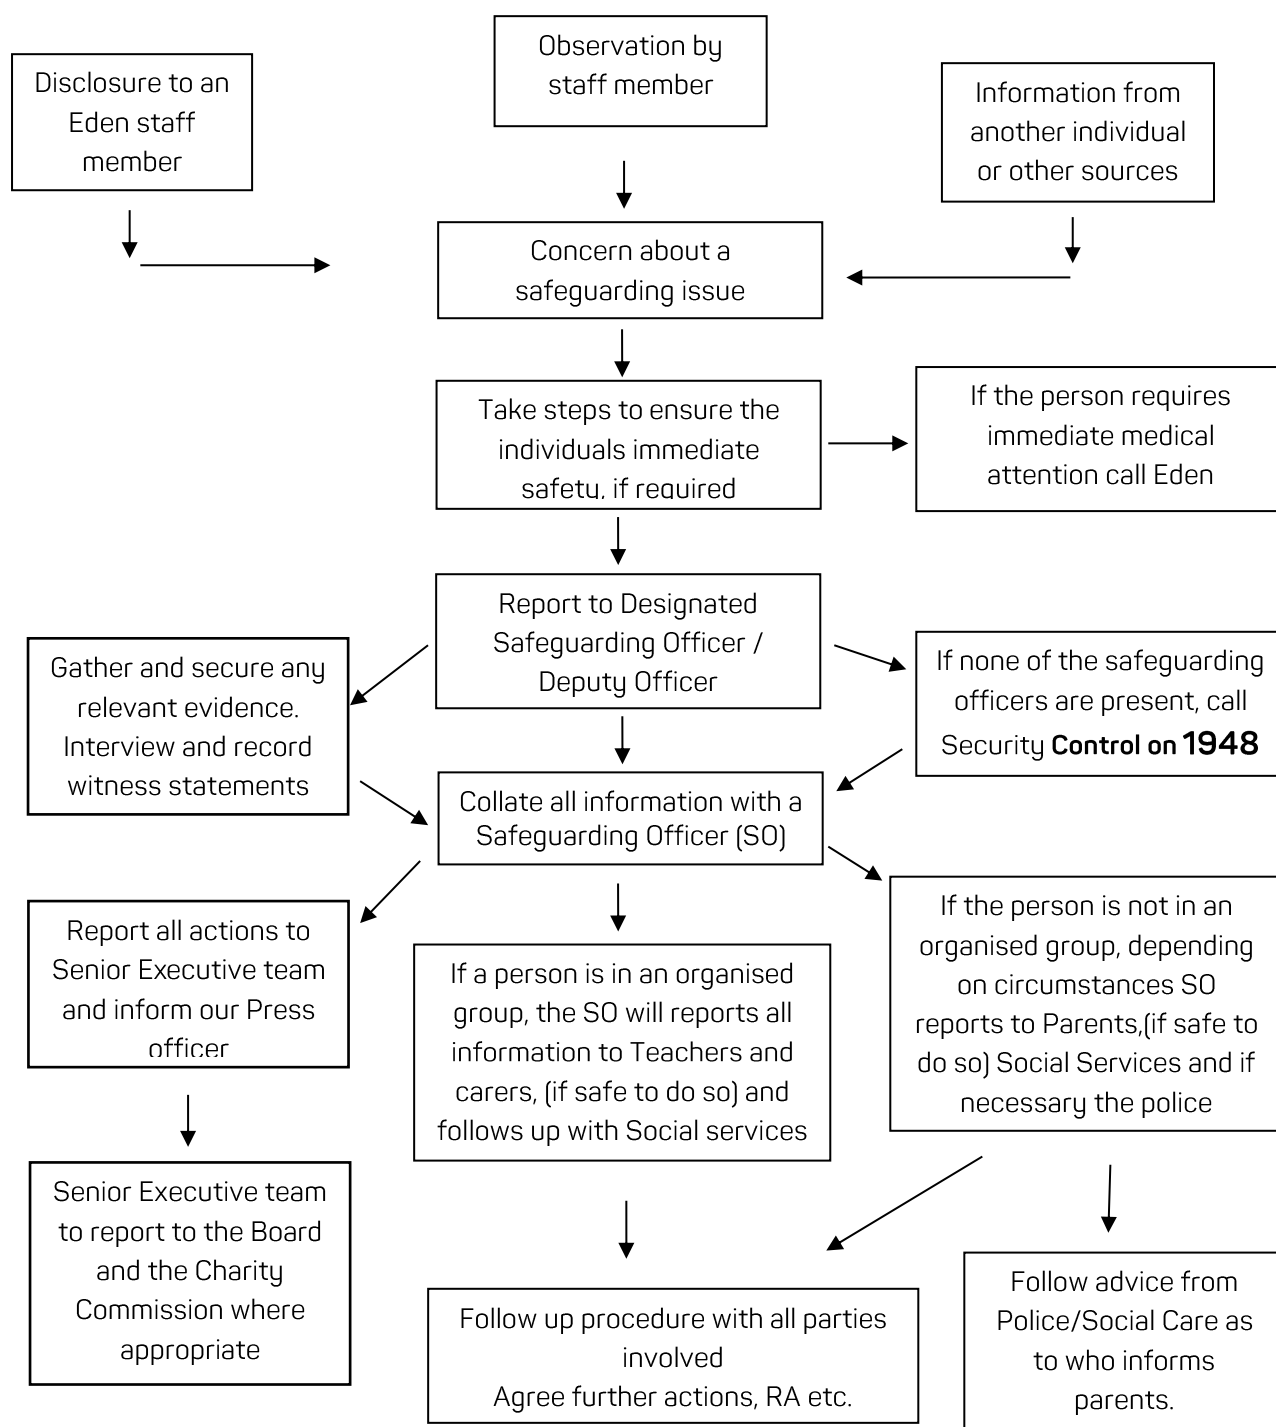 Disclosure to an
Eden staff
member
Observation by
staff member
Information from
another individual
or other sources
Concern about a
safeguarding issue
Take steps to ensure the
individuals immediate
safety, if required
If the person requires
immediate medical
attention call Eden
Report to Designated
Safeguarding Officer /
Deputy Officer
Gather and secure any
relevant evidence.
Interview and record
witness statements
If none of the safeguarding
officers are present, call
Security Control on 1948
Collate all information with a
Safeguarding Officer (SO)
Report all actions to
Senior Executive team
and inform our Press
officer
If a person is in an organised
group, the SO will reports all
information to Teachers and
carers, (if safe to do so) and
follows up with Social services
If the person is not in an
organised group, depending
on circumstances SO
reports to Parents,(if safe to
do so) Social Services and if
necessary the police
Senior Executive team
to report to the Board
and the Charity
Commission where
appropriate
Follow up procedure with all parties
involved
Agree further actions, RA etc.
Follow advice from
Police/Social Care as
to who informs
parents.